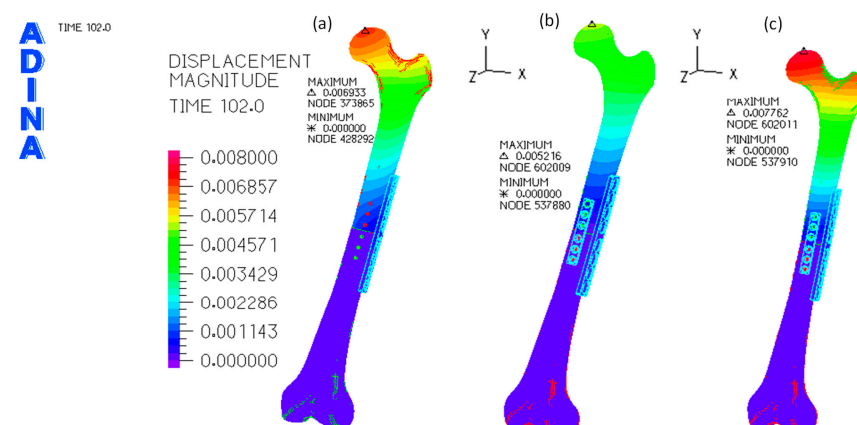 ADINA
TIME 102.0
DISPLACEMENT
MAGNITUDE
TIME 102.0
0.008000
0.006857
0.005714
0.004571
0.003429
0.002286
0.001143
0.000000
(a)
MAXIMUM
△ 0.006933
NODE 373865
MINIMUM
✳ 0.000000
NODE 428292
(b)
Y
Z X
MAXIMUM
△ 0.005216
NODE 602009
MINIMUM
✳ 0.000000
NODE 537880
(c)
Y
Z X
MAXIMUM
△ 0.007762
NODE 602011
MINIMUM
✳ 0.000000
NODE 537910